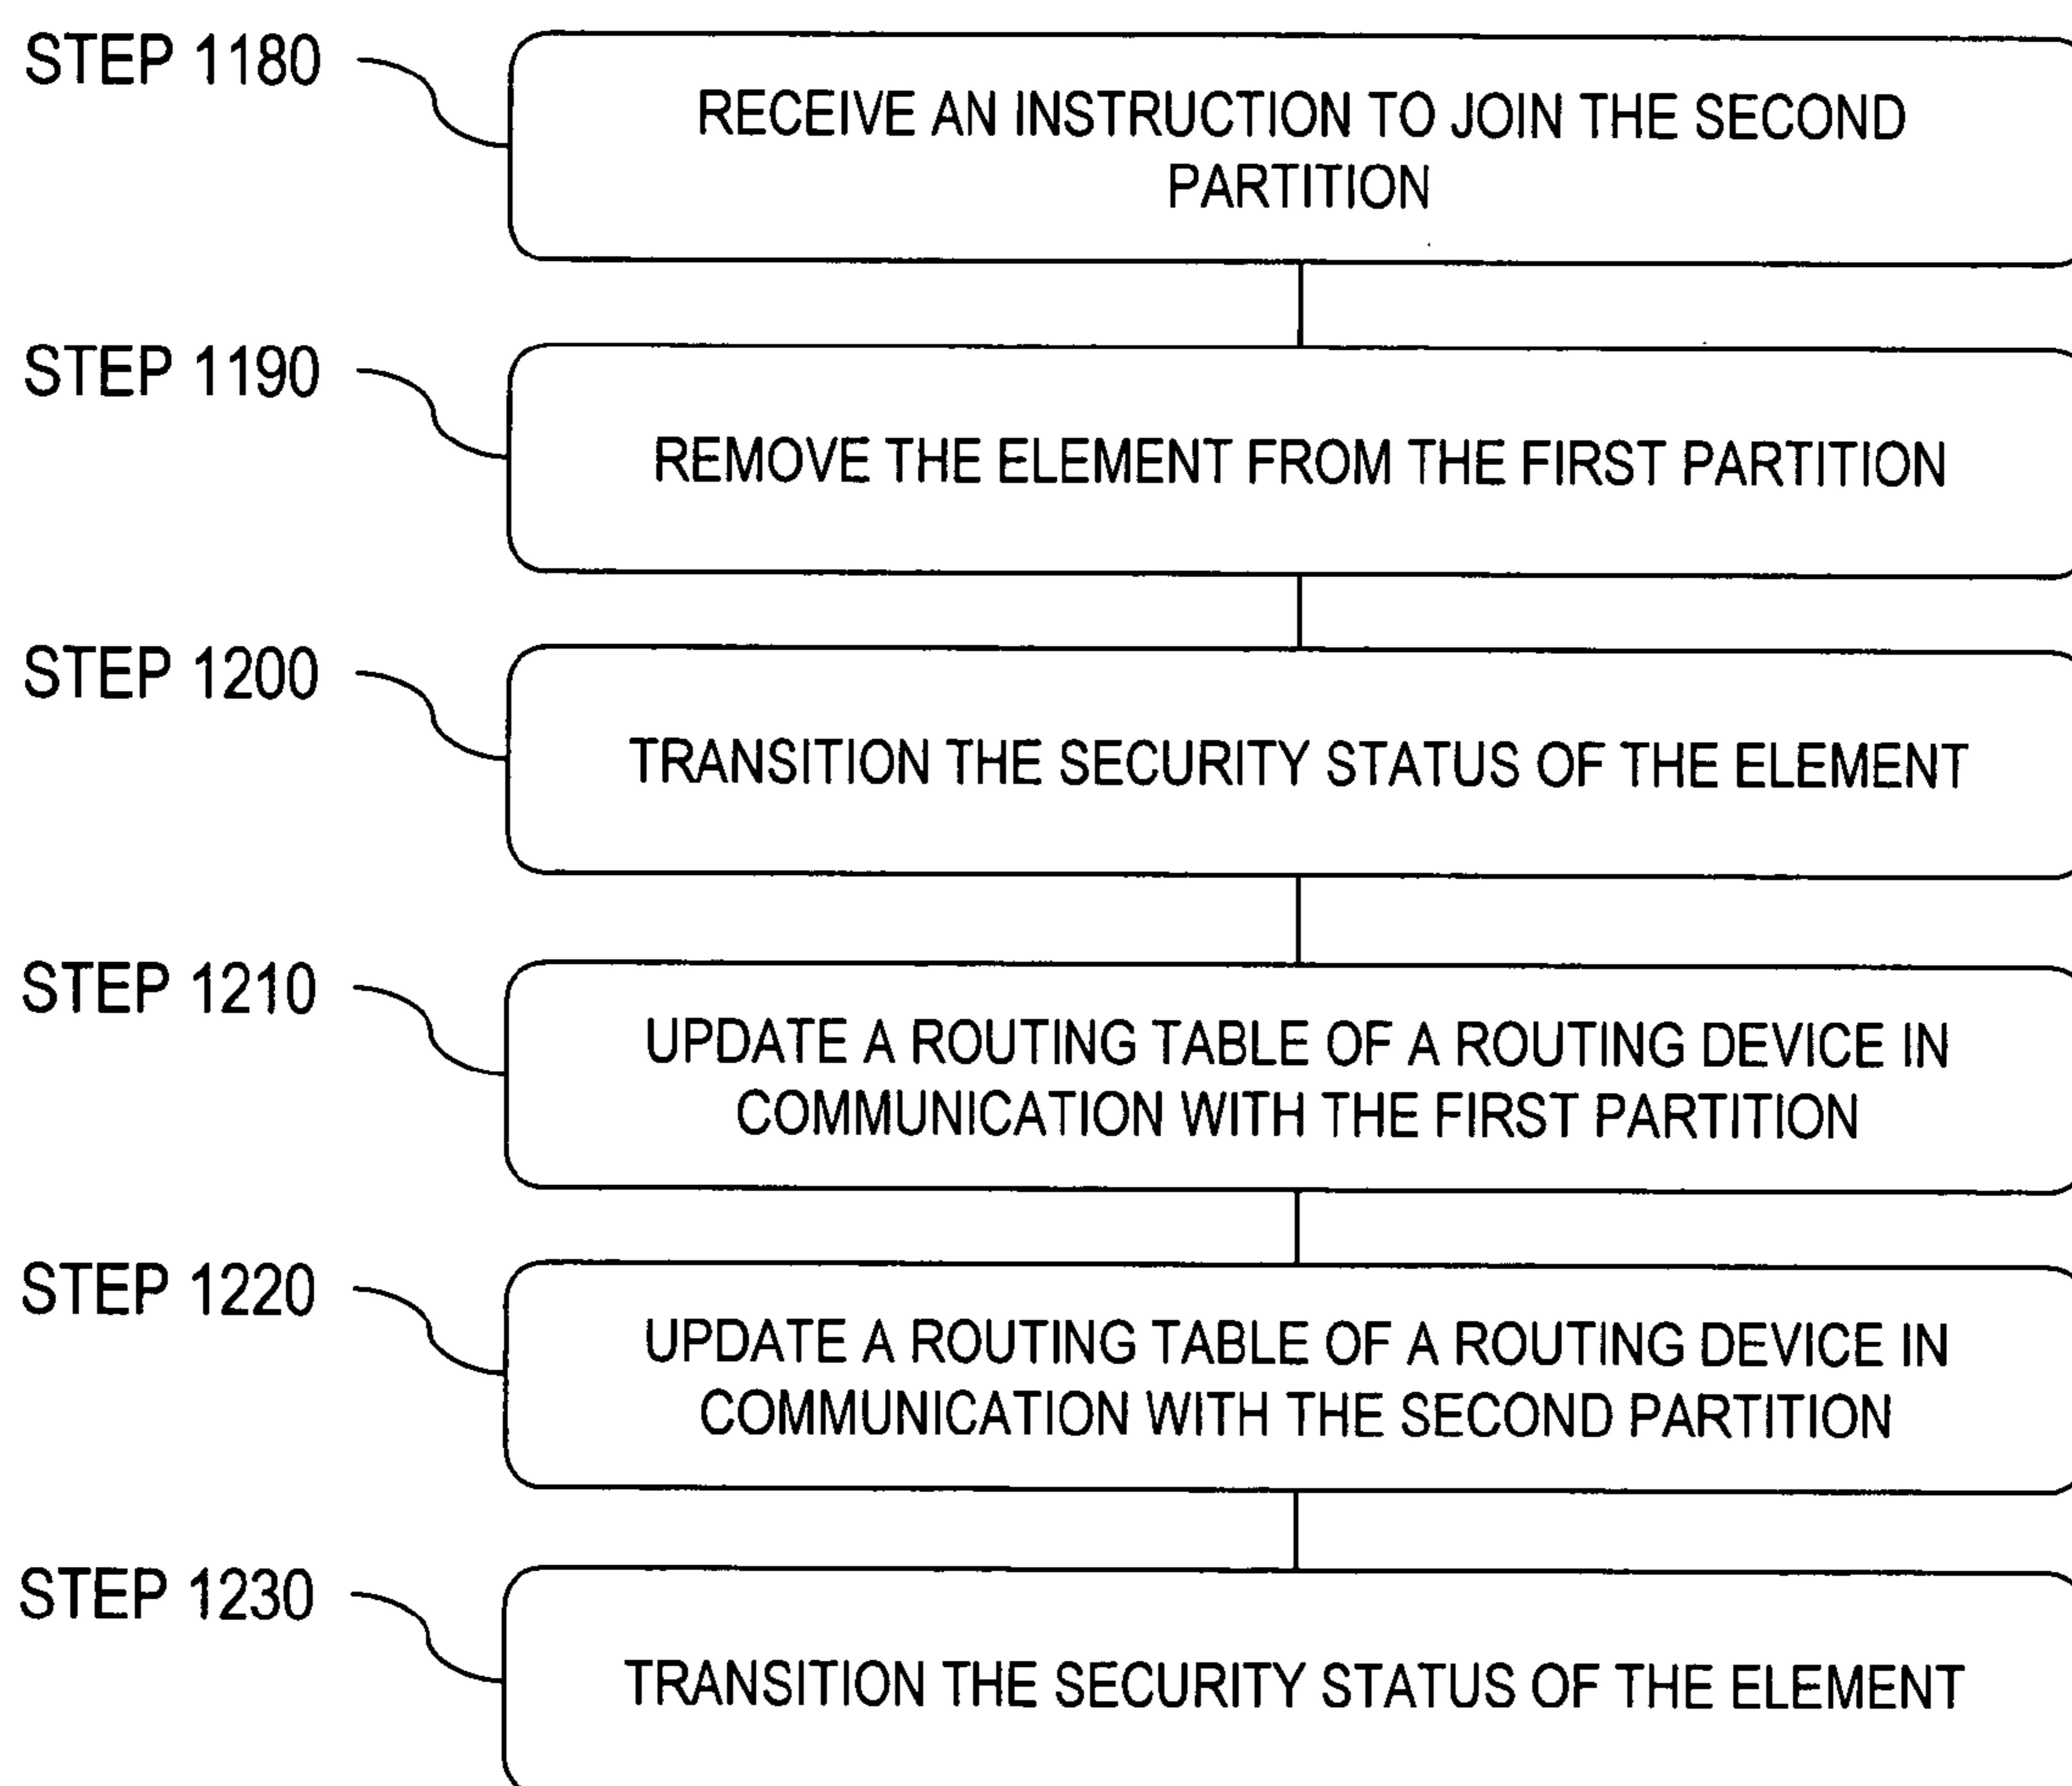 STEP 1180
RECEIVE AN INSTRUCTION TO JOIN THE SECOND
PARTITION
STEP 1190
REMOVE THE ELEMENT FROM THE FIRST PARTITION
STEP 1200
TRANSITION THE SECURITY STATUS OF THE ELEMENT
STEP 1210
UPDATE A ROUTING TABLE OF A ROUTING DEVICE IN
COMMUNICATION WITH THE FIRST PARTITION
STEP 1220
UPDATE A ROUTING TABLE OF A ROUTING DEVICE IN
COMMUNICATION WITH THE SECOND PARTITION
STEP 1230
TRANSITION THE SECURITY STATUS OF THE ELEMENT